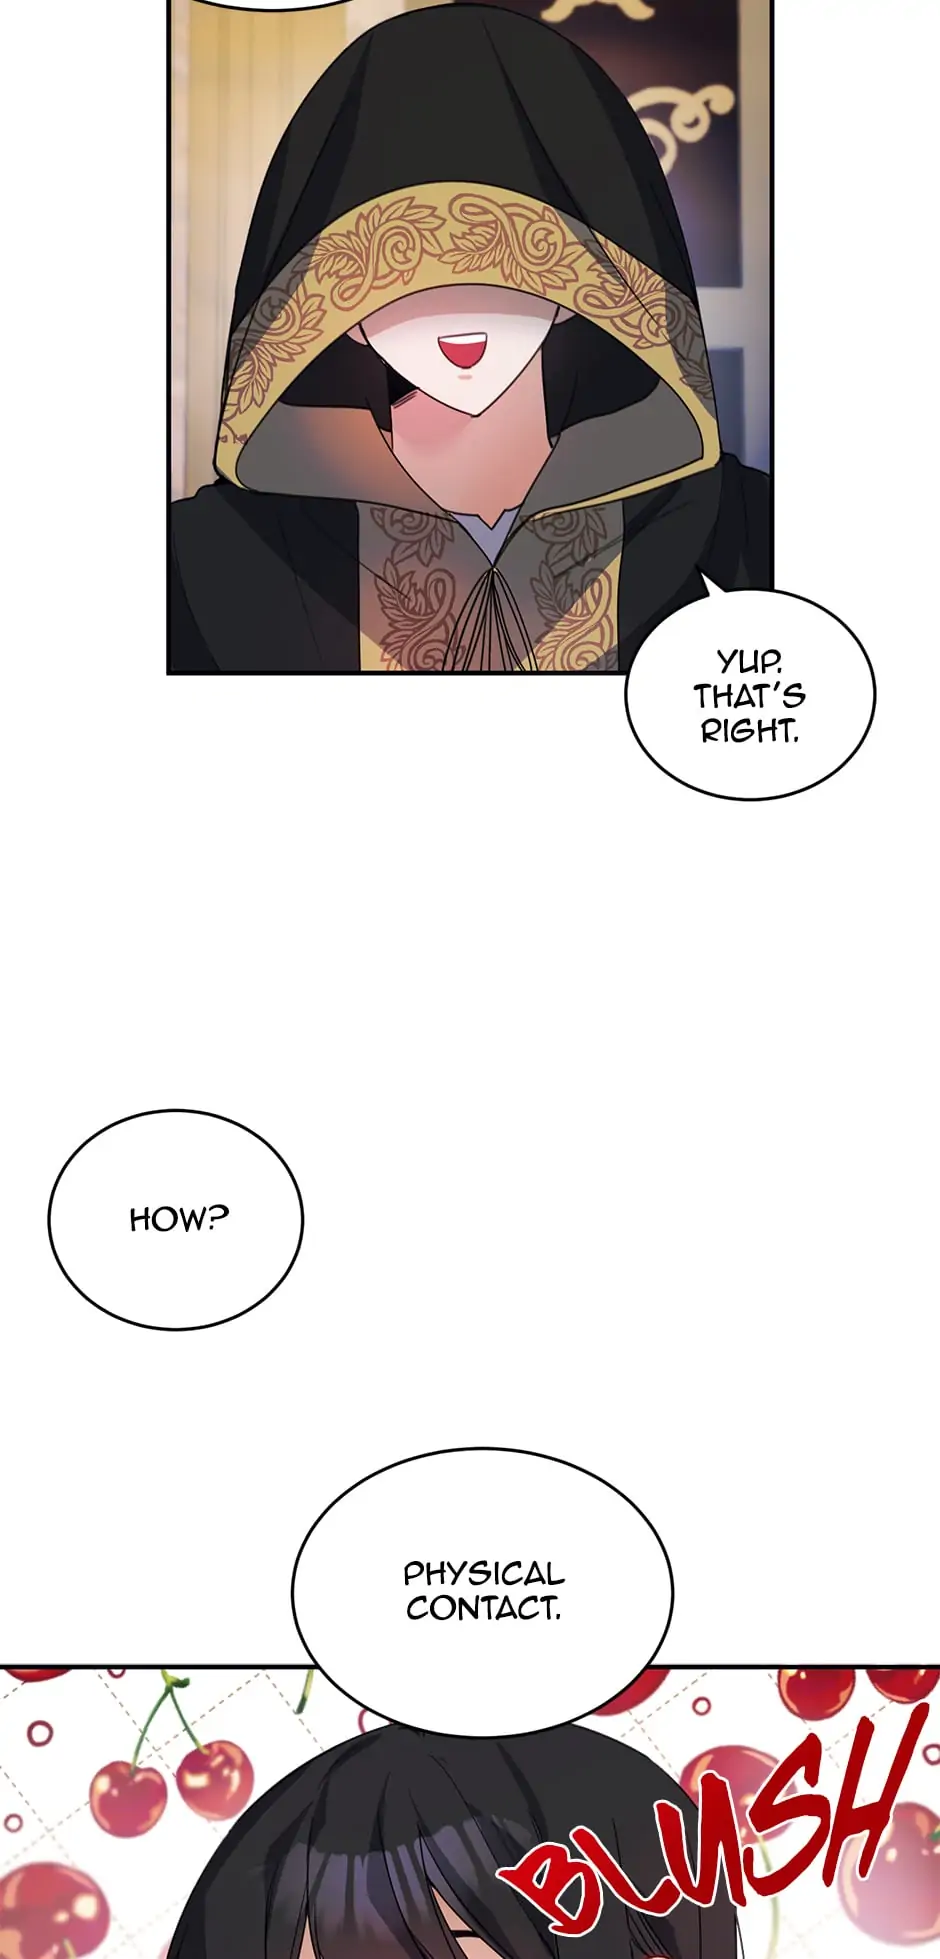 YUP.
THAT'S
RIGHT.
HOW?
PHYSICAL
CONTACT.
BLUSH